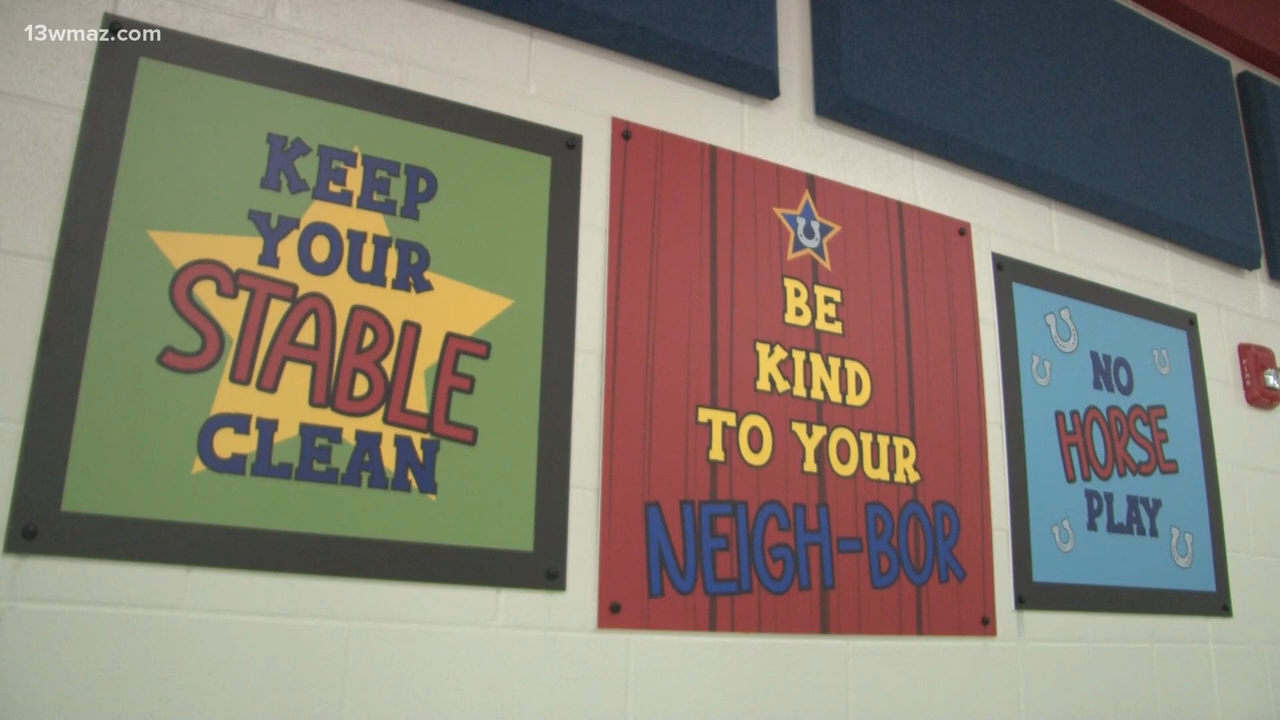 13wmaz.com
KEEP
YOUR
STABLE
CLEAN
BE
KIND
TO YOUR
NEIGH-BOR
NO
HORSE
PLAY